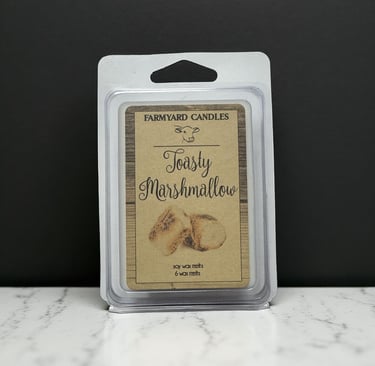 FARMYARD CANDLES
Toasty
Marshmallow
soy wax melts
6 wax melts